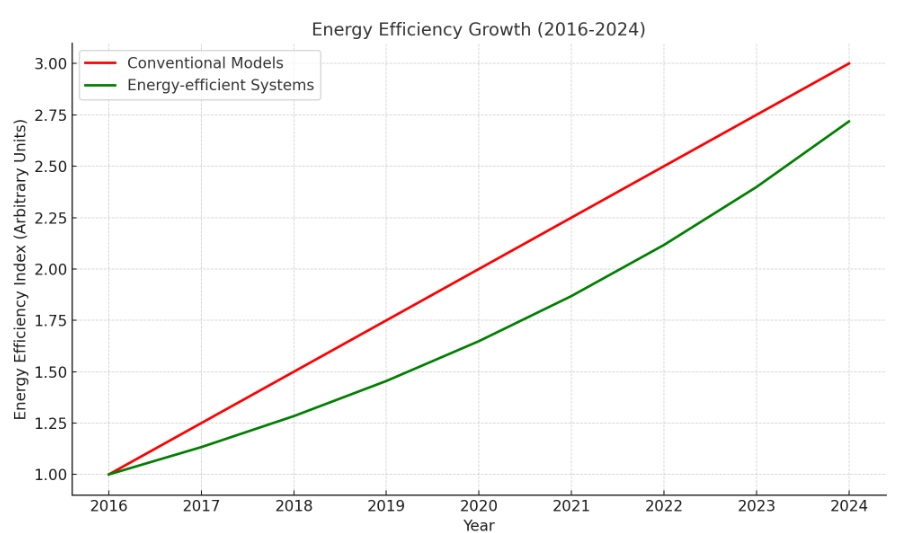 Energy Efficiency Growth (2016-2024)
Conventional Models
Energy-efficient Systems
Energy Efficiency Index (Arbitrary Units)
3.00
2.75
2.50
2.25
2.00
1.75
1.50
1.25
1.00
2016 2017 2018 2019 2020 2021 2022 2023 2024
Year